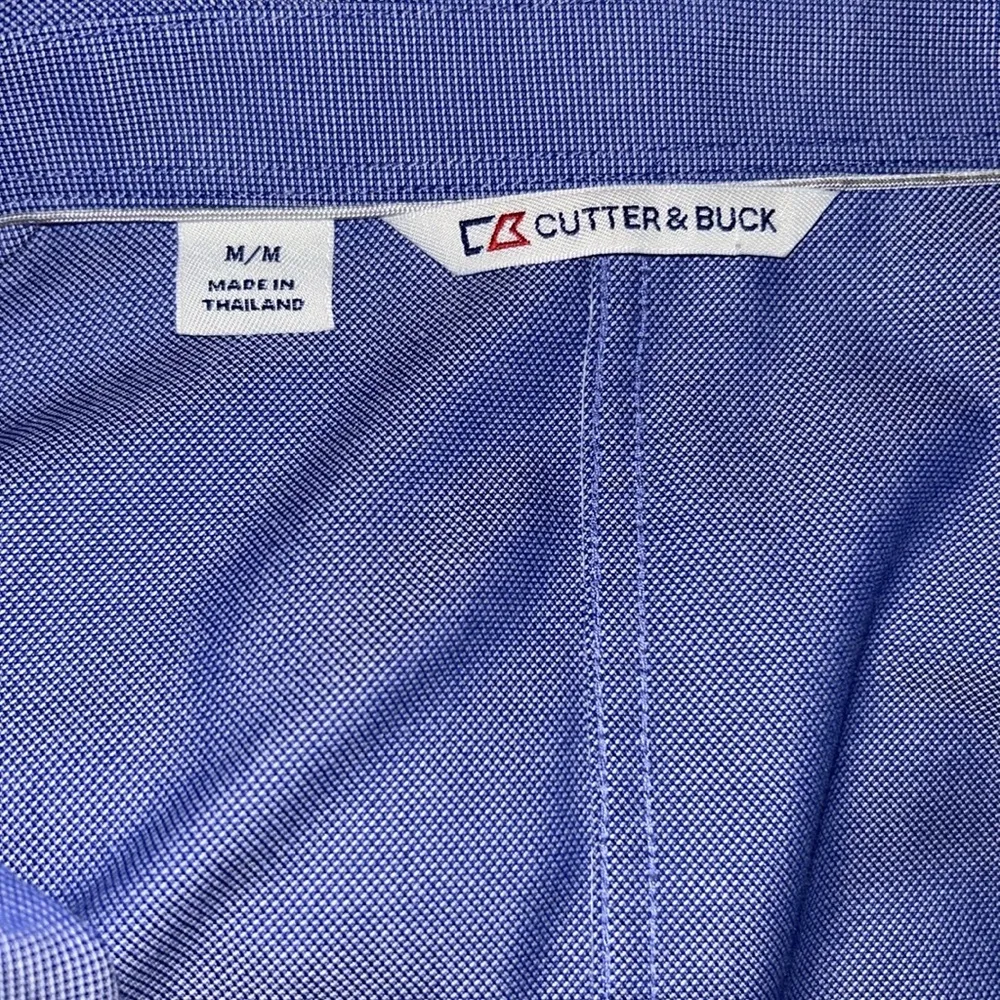 CUTTER & BUCK
M/M
MADE IN
THAILAND